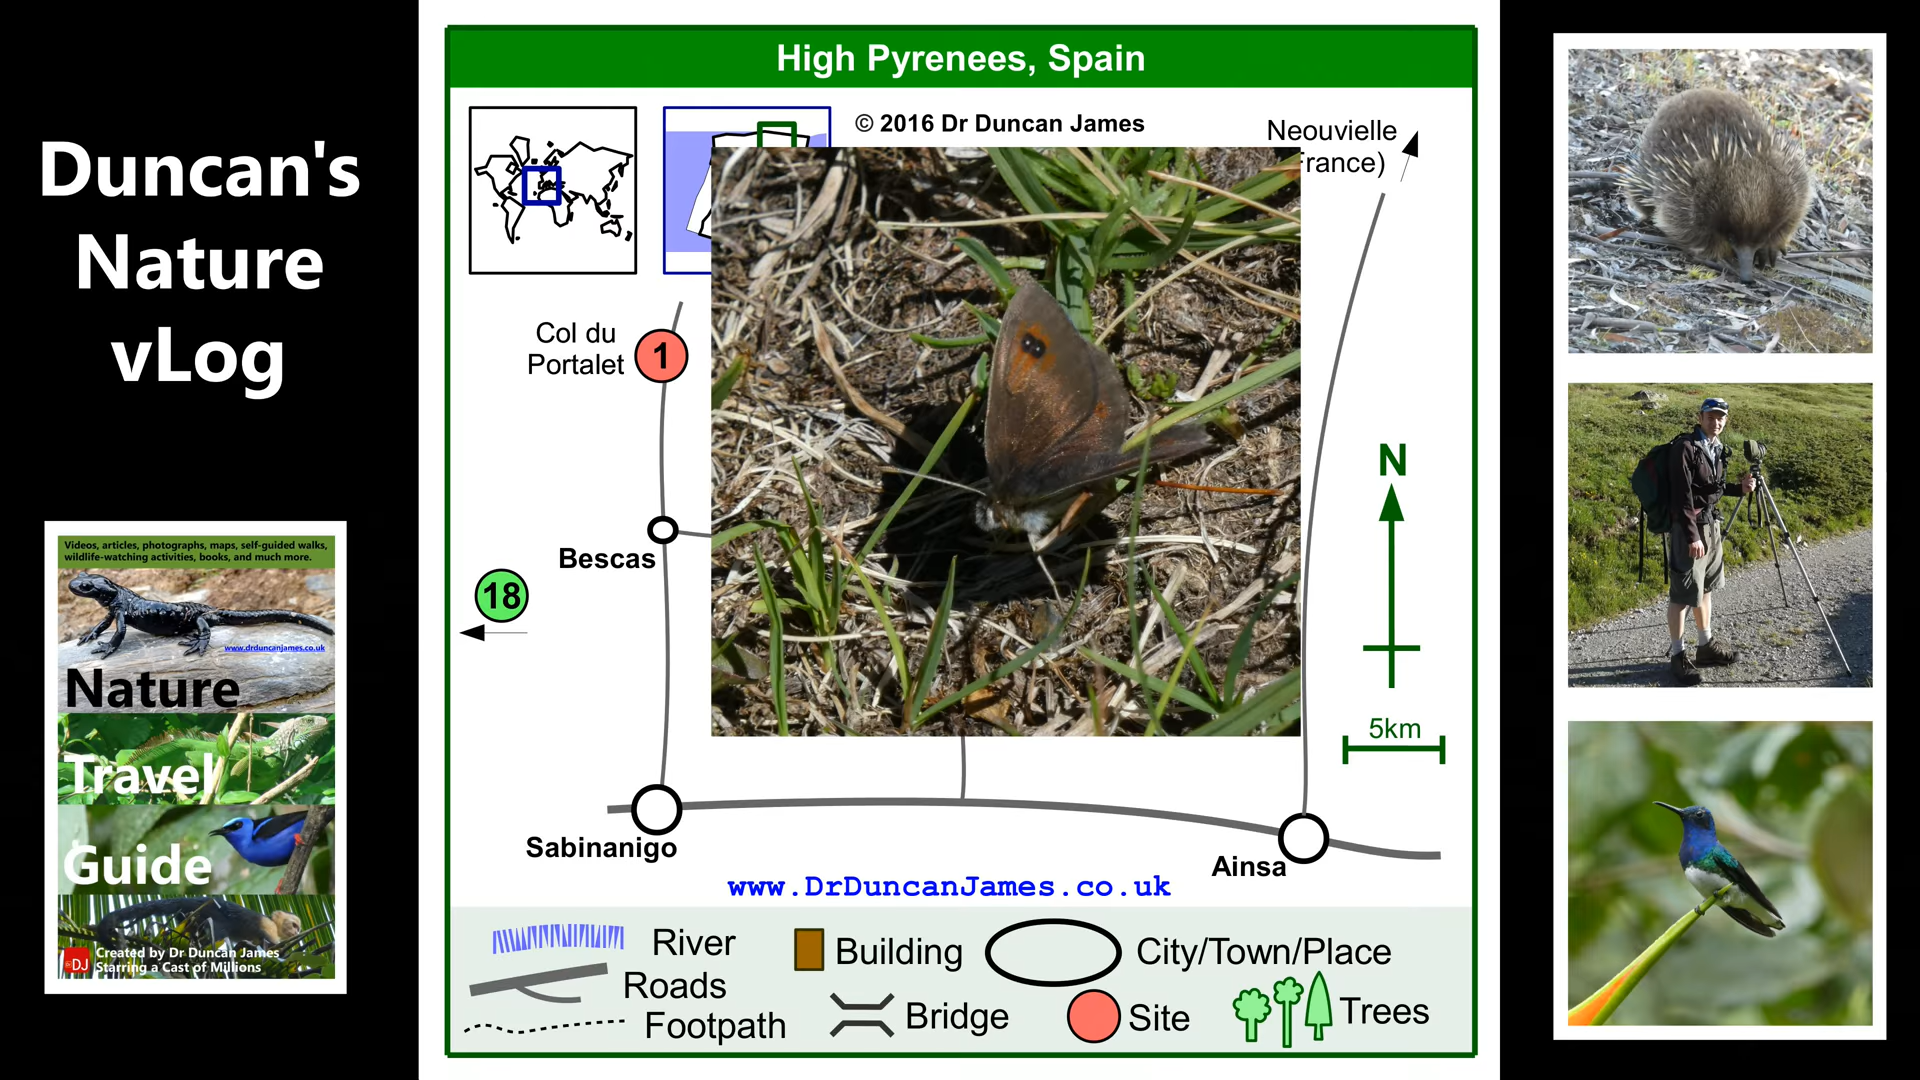 Duncan's
Nature
vLog
Videos, articles, photographs, maps, self-guided walks,
wildlife-watching activities, books, and much more.
www.drduncanjames.co.uk
Nature
Travel
Guide
@DJ
Created by Dr Duncan James
Starring a Cast of Millions
High Pyrenees, Spain
© 2016 Dr Duncan James
Neouvielle
France)
Col du
Portalet
1
Bescas
18
N
5km
Sabinanigo
Ainsa
www.DrDuncanJames.co.uk
River
Building
City/Town/Place
Roads
Footpath
Bridge
Site
Trees